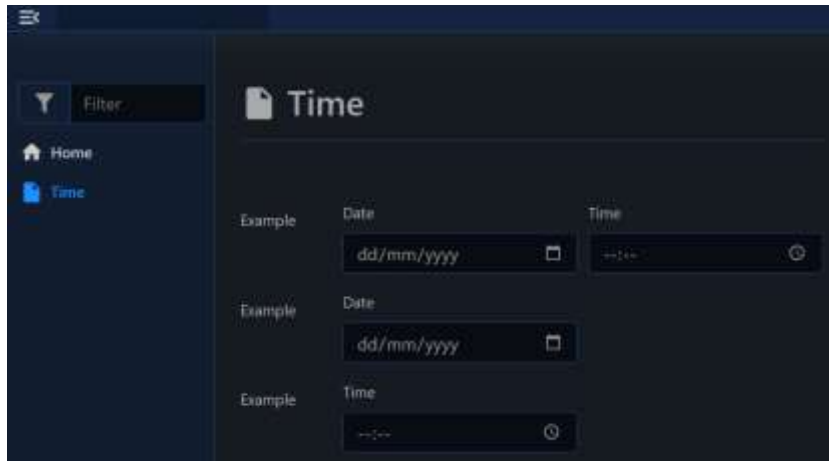 Filter
Time
Home
Time
Example
Date
Time
dd/mm/yyyy
--:--
Example
Date
dd/mm/yyyy
Example
Time
--:--